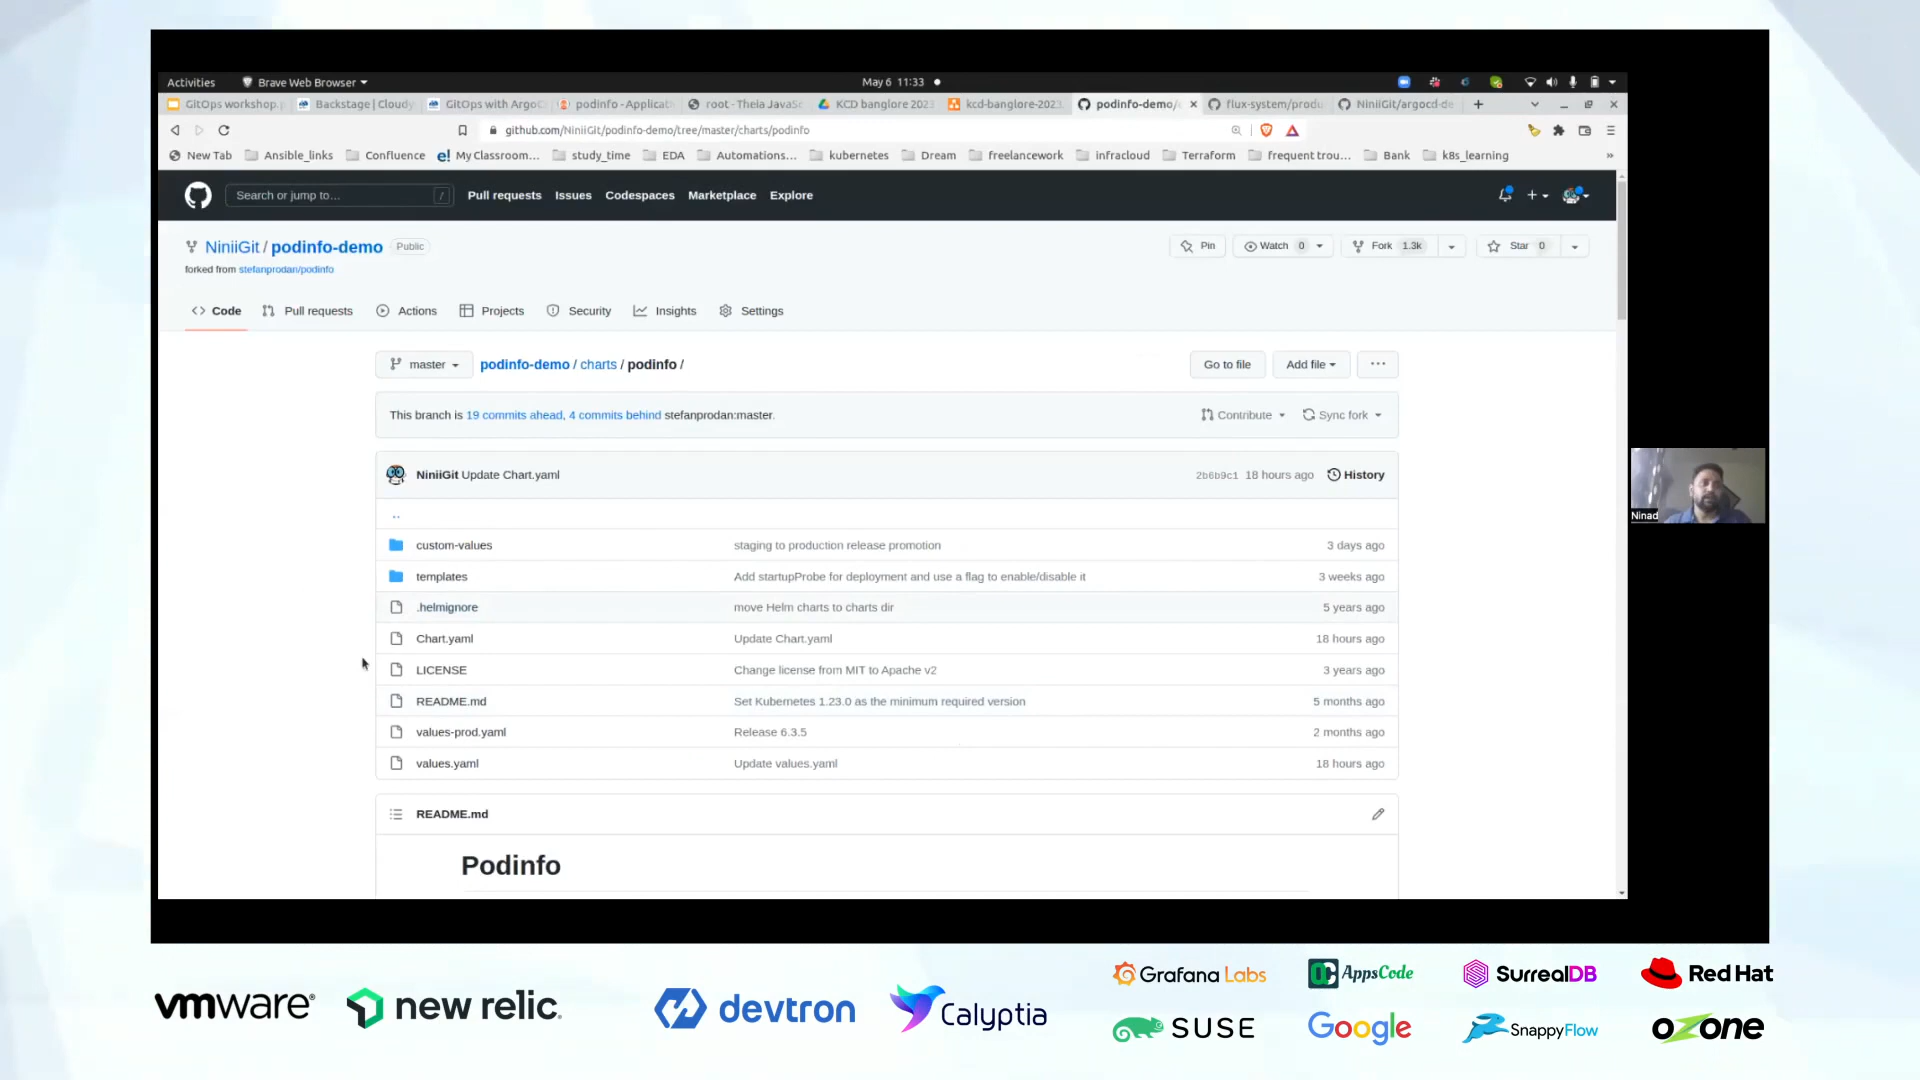 Activities
Brave Web Browser
May 6 11:33
GitOps workshop.p
Backstage | Cloudy
GitOps with ArgoC
podinfo - Applicati
root - Theia JavaSc
KCD banglore 2023
kcd-banglore-2023.
podinfo-demo/
flux-system/produ
NiniiGit/argocd-de
github.com/NiniiGit/podinfo-demo/tree/master/charts/podinfo
New Tab
Ansible_links
Confluence
My Classroom...
study_time
EDA
Automations...
kubernetes
Dream
freelancework
infracloud
Terraform
frequent trou...
Bank
k8s_learning
Search or jump to...
/
Pull requests
Issues
Codespaces
Marketplace
Explore
NiniiGit / podinfo-demo
Public
Pin
Watch 0
Fork 1.3k
Star 0
forked from stefanprodan/podinfo
Code
Pull requests
Actions
Projects
Security
Insights
Settings
master
podinfo-demo / charts / podinfo /
Go to file
Add file
...
This branch is 19 commits ahead, 4 commits behind stefanprodan:master.
Contribute
Sync fork
NiniiGit Update Chart.yaml
2b6b9c1 18 hours ago
History
..
custom-values staging to production release promotion 3 days ago
templates Add startupProbe for deployment and use a flag to enable/disable it 3 weeks ago
.helmignore move Helm charts to charts dir 5 years ago
Chart.yaml Update Chart.yaml 18 hours ago
LICENSE Change license from MIT to Apache v2 3 years ago
README.md Set Kubernetes 1.23.0 as the minimum required version 5 months ago
values-prod.yaml Release 6.3.5 2 months ago
values.yaml Update values.yaml 18 hours ago
README.md
Podinfo
Ninad
vmware
new relic.
devtron
Calyptia
Grafana Labs
AppsCode
SurrealDB
Red Hat
SUSE
Google
SnappyFlow
ozone